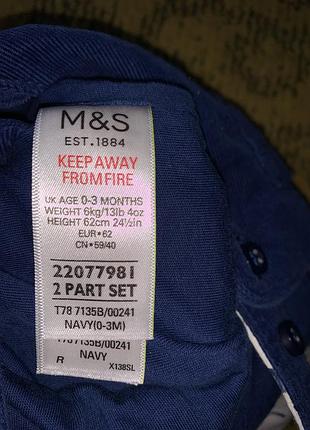 M&S
EST.1884
KEEP AWAY
FROM FIRE
UK AGE 0-3 MONTHS
WEIGHT 6kg/13lb 4oz
HEIGHT 62cm 24½in
EUR•62
CN•59/40
22077981
2 PART SET
T78 7135B/00241
NAVY(0-3M)
T78 7135B/00241
NAVY
R X138SL